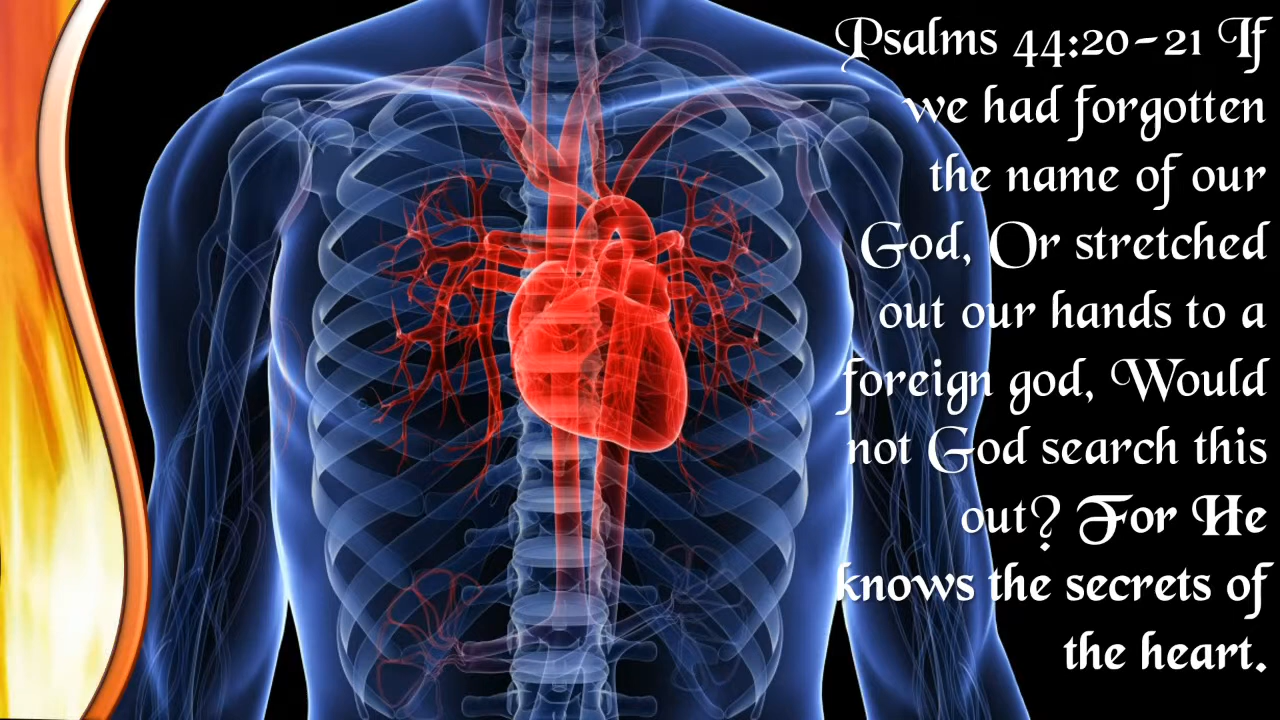 Psalms 44:20-21 If
we had forgotten
the name of our
God, Or stretched
out our hands to a
foreign god, Would
not God search this
out? For He
knows the secrets of
the heart.